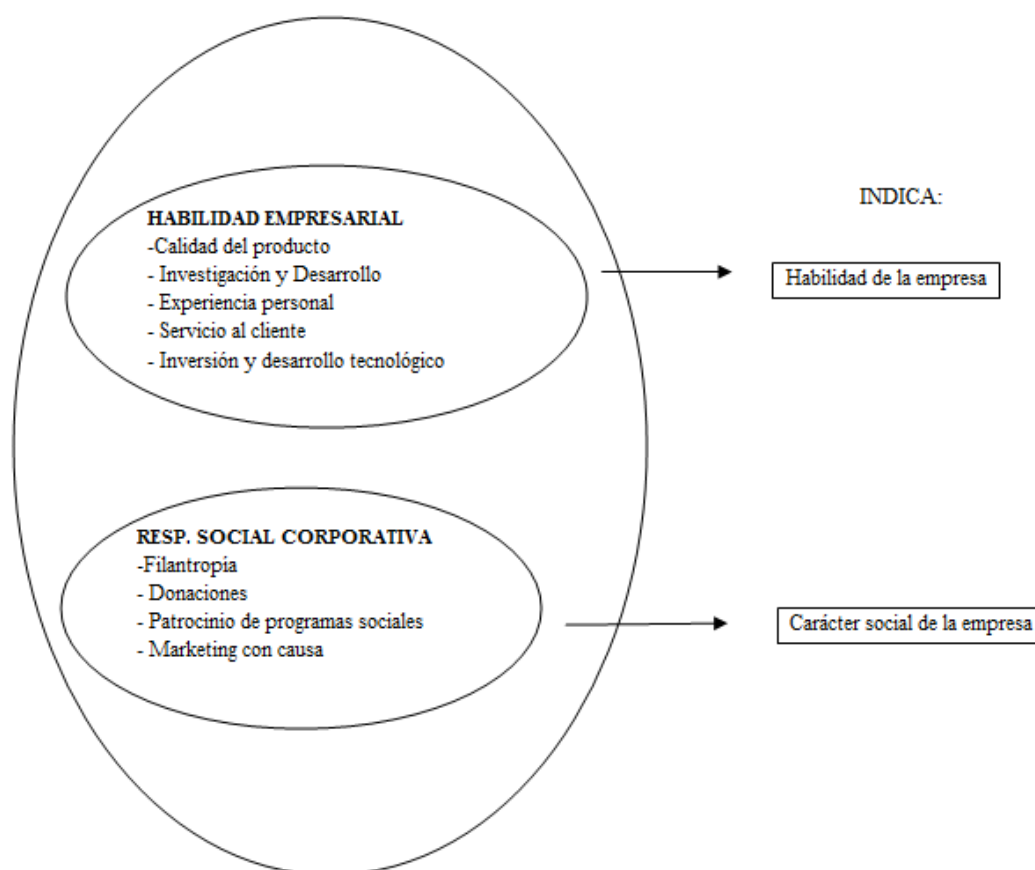 INDICA:
HABILIDAD EMPRESARIAL
-Calidad del producto
- Investigación y Desarrollo
- Experiencia personal
- Servicio al cliente
- Inversión y desarrollo tecnológico
Habilidad de la empresa
RESP. SOCIAL CORPORATIVA
-Filantropía
- Donaciones
- Patrocinio de programas sociales
- Marketing con causa
Carácter social de la empresa